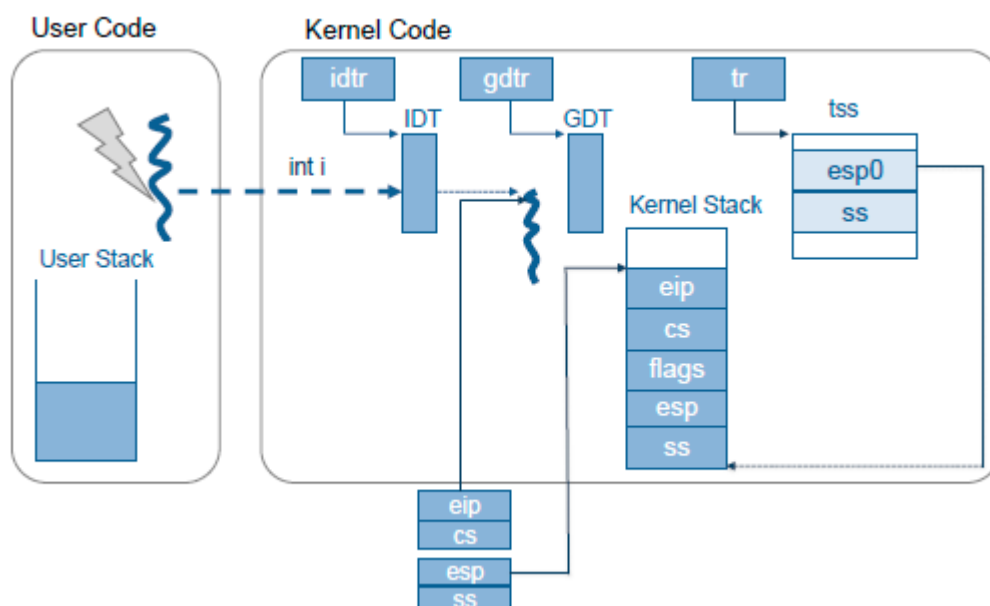 User Code
Kernel Code
idtr
gdtr
tr
IDT
GDT
tss
int i
esp0
ss
Kernel Stack
User Stack
eip
cs
flags
esp
ss
eip
cs
esp
ss